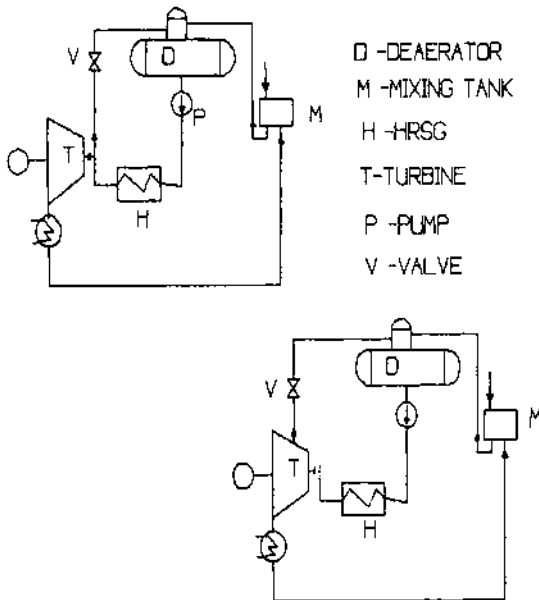 D
V
P
M
T
H
D -DEAERATOR
M -MIXING TANK
H -HRSG
T-TURBINE
P -PUMP
V -VALVE
D
V
M
T
H